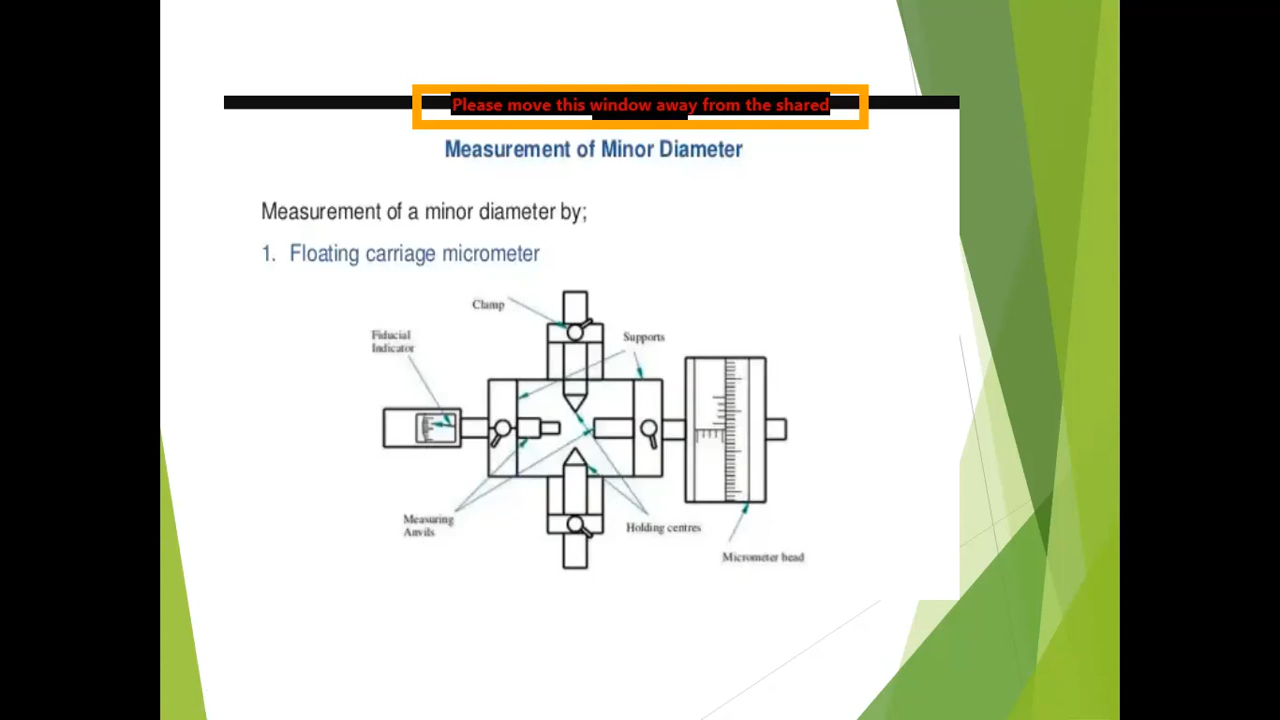 Please move this window away from the shared
Measurement of Minor Diameter
Measurement of a minor diameter by;
1. Floating carriage micrometer
Clamp
Fiducial
Indicator
Supports
Measuring
Anvils
Holding centres
Micrometer head